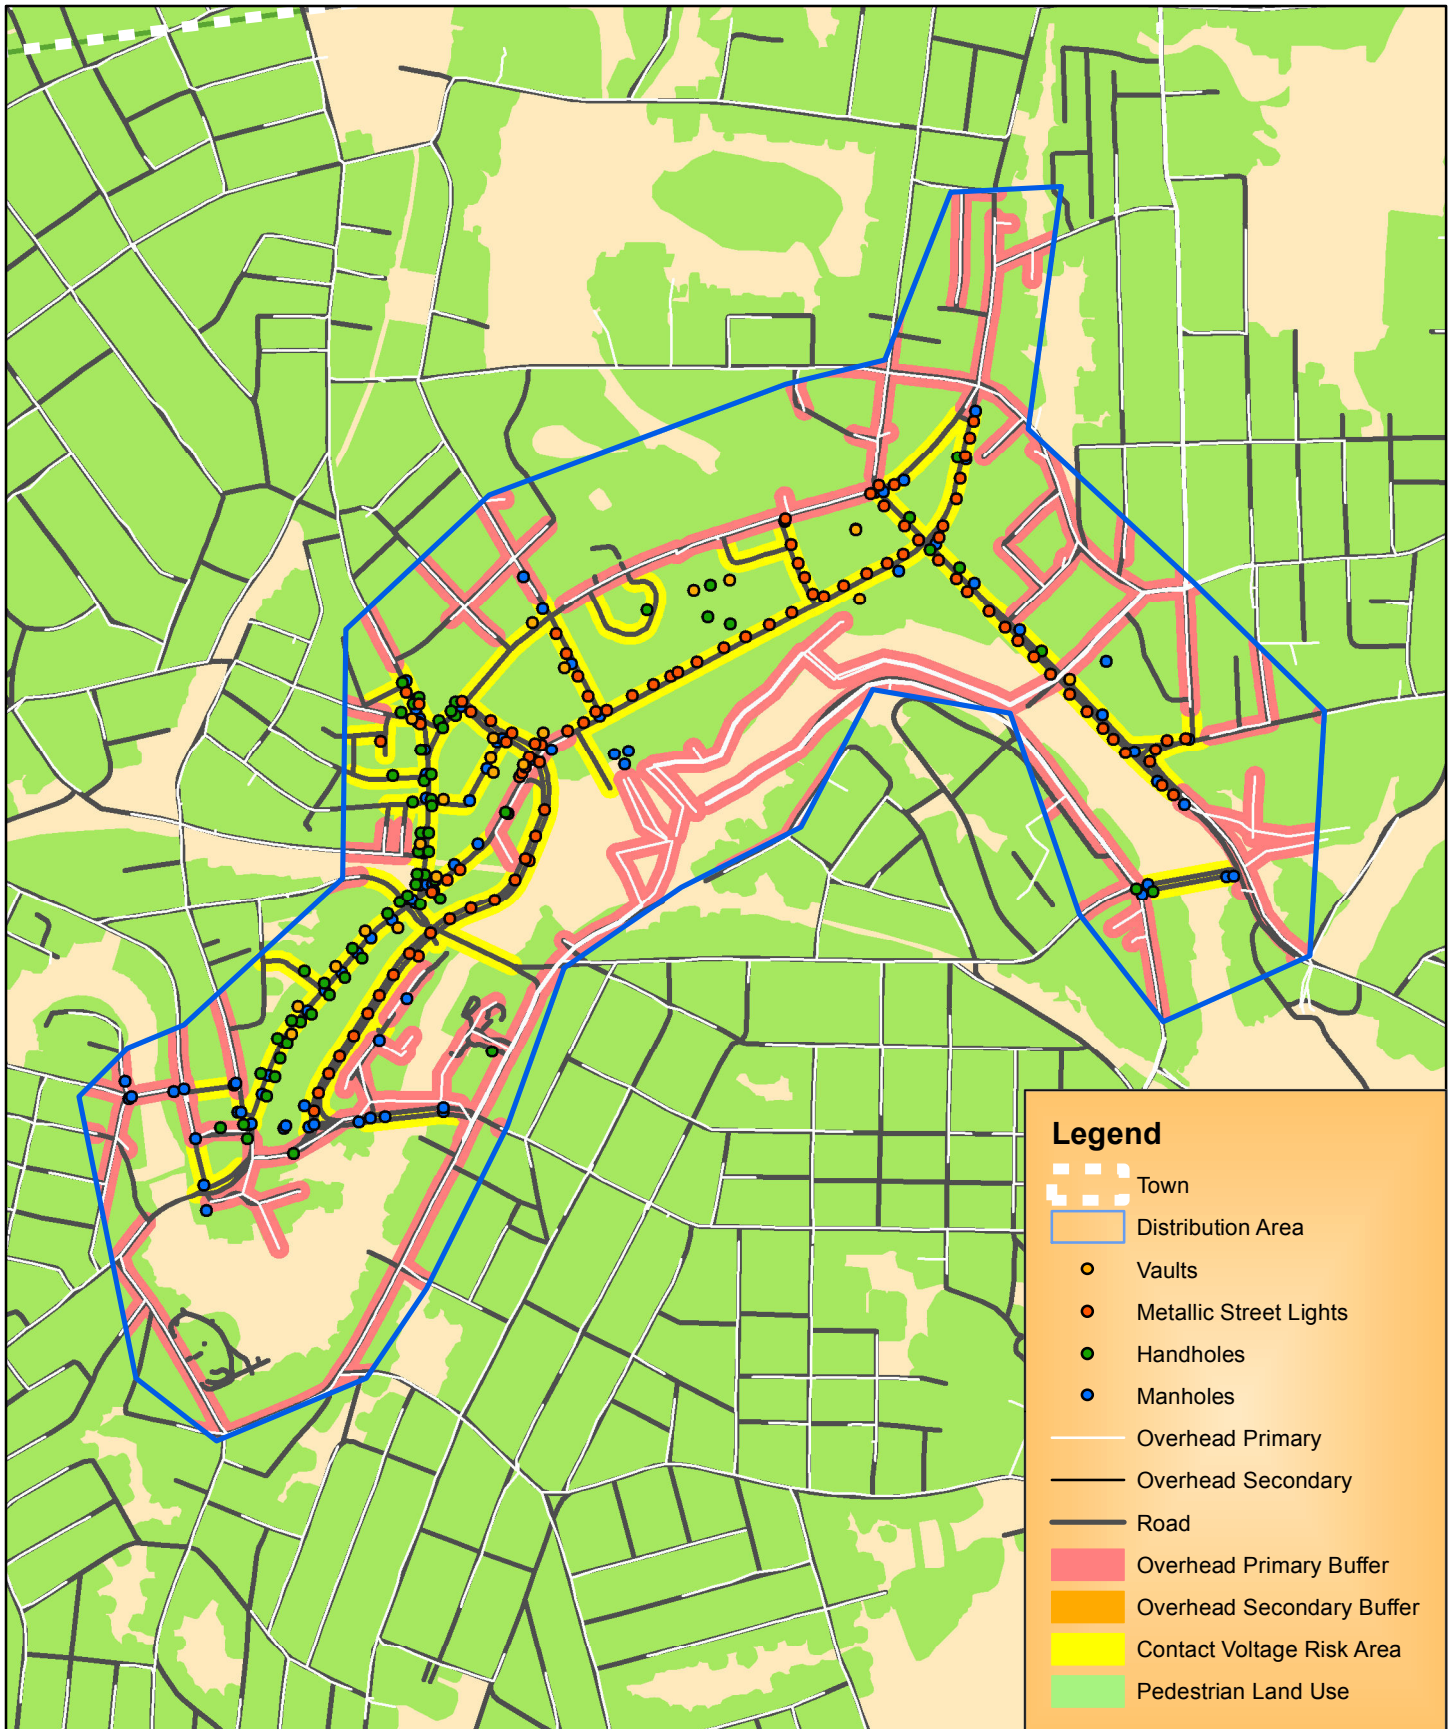 Legend
Town
Distribution Area
Vaults
Metallic Street Lights
Handholes
Manholes
Overhead Primary
Overhead Secondary
Road
Overhead Primary Buffer
Overhead Secondary Buffer
Contact Voltage Risk Area
Pedestrian Land Use